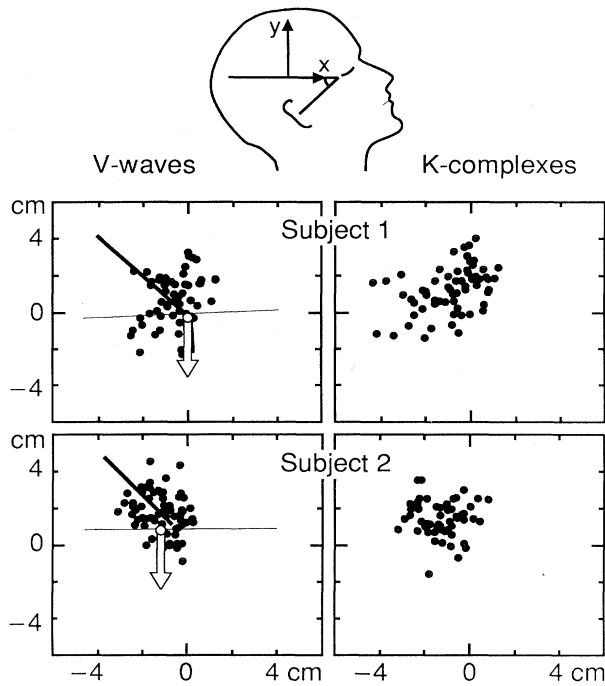 y
x
V-waves K-complexes
cm
Subject 1
4
0
−4
cm
Subject 2
4
0
−4
−4 0 4 cm −4 0 4 cm